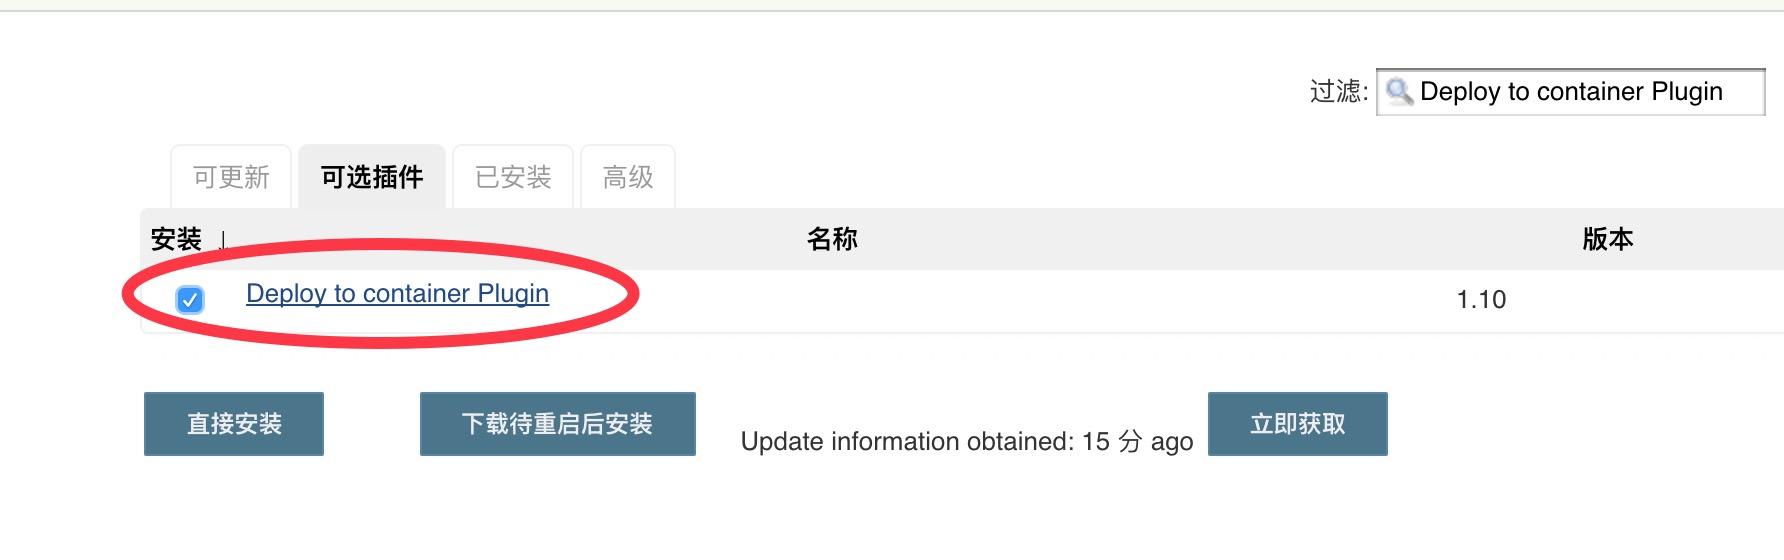 过滤: Deploy to container Plugin
可更新 可选插件 已安装 高级
安装 ↓ 名称 版本
Deploy to container Plugin 1.10
直接安装 下载待重启后安装 Update information obtained: 15 分 ago 立即获取